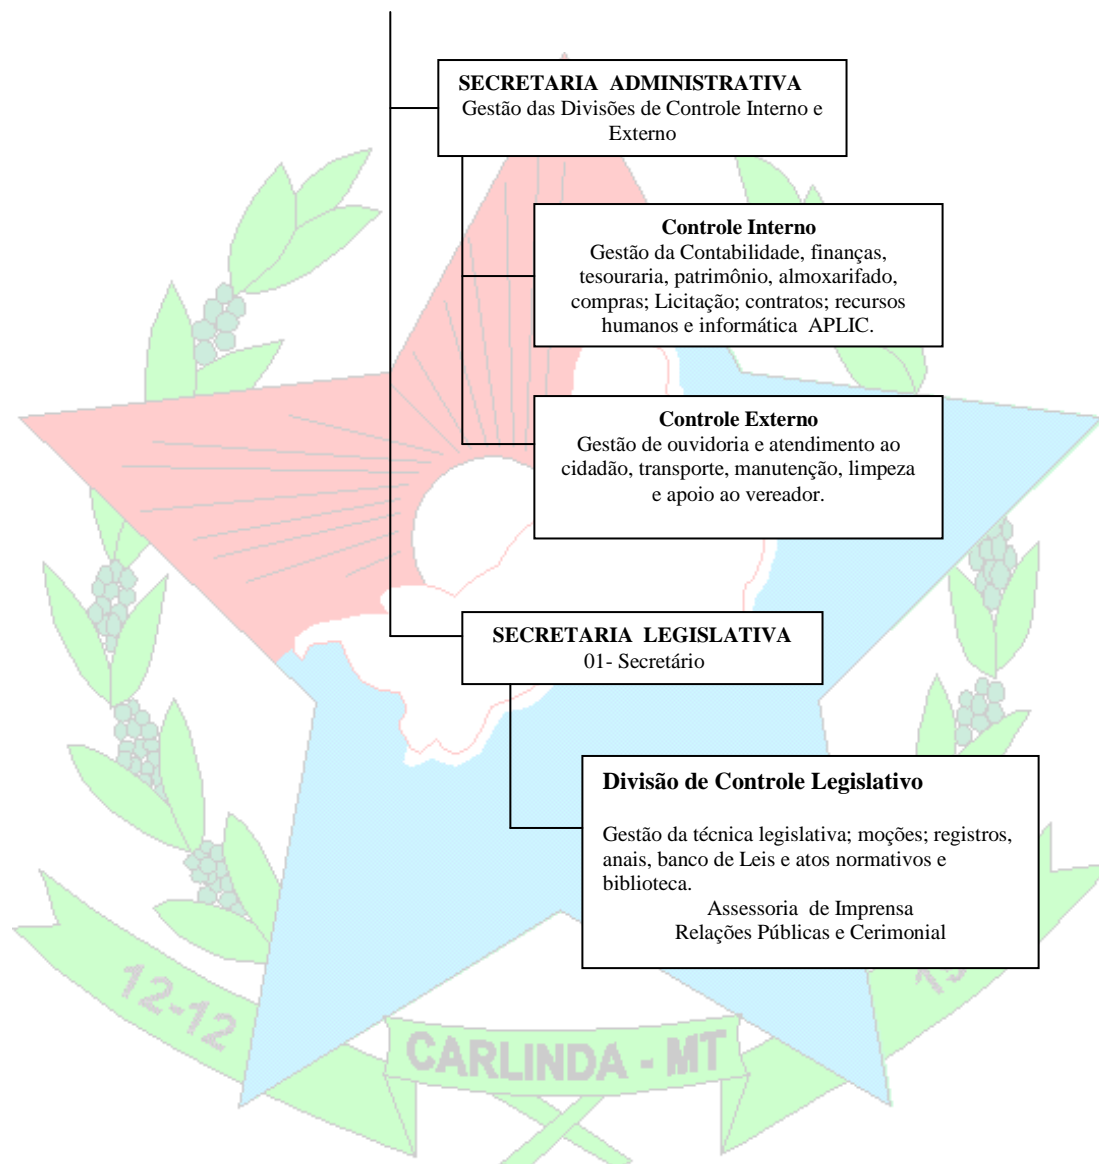 SECRETARIA ADMINISTRATIVA
Gestão das Divisões de Controle Interno e
Externo
Controle Interno
Gestão da Contabilidade, finanças,
tesouraria, patrimônio, almoxarifado,
compras; Licitação; contratos; recursos
humanos e informática APLIC.
Controle Externo
Gestão de ouvidoria e atendimento ao
cidadão, transporte, manutenção, limpeza
e apoio ao vereador.
SECRETARIA LEGISLATIVA
01- Secretário
Divisão de Controle Legislativo
Gestão da técnica legislativa; moções; registros,
anais, banco de Leis e atos normativos e
biblioteca.
Assessoria de Imprensa
Relações Públicas e Cerimonial
12-12
CARLINDA - MT